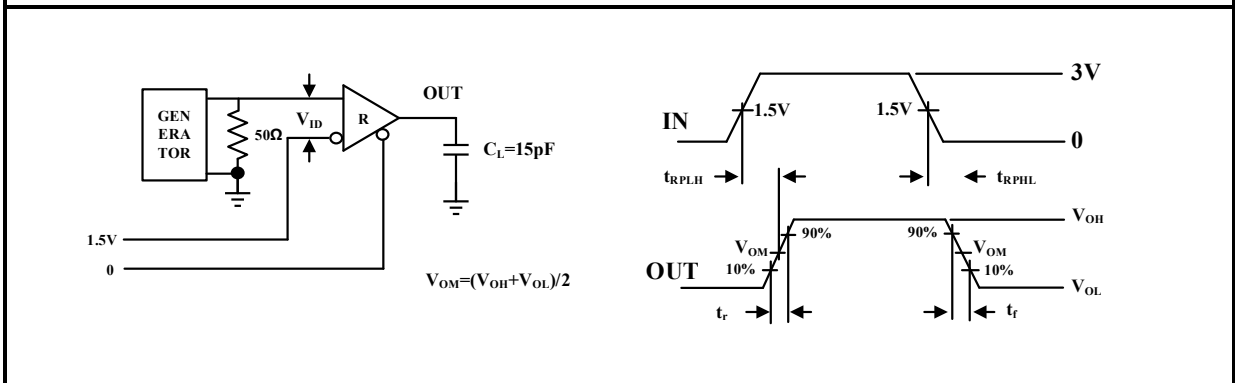 GEN
ERA
TOR
50Ω
V_ID
R
OUT
C_L=15pF
1.5V
0
V_OM=(V_OH+V_OL)/2
IN
1.5V
1.5V
3V
0
t_RPLH
t_RPHL
OUT
V_OM
10%
90%
90%
V_OM
10%
V_OH
V_OL
t_r
t_f